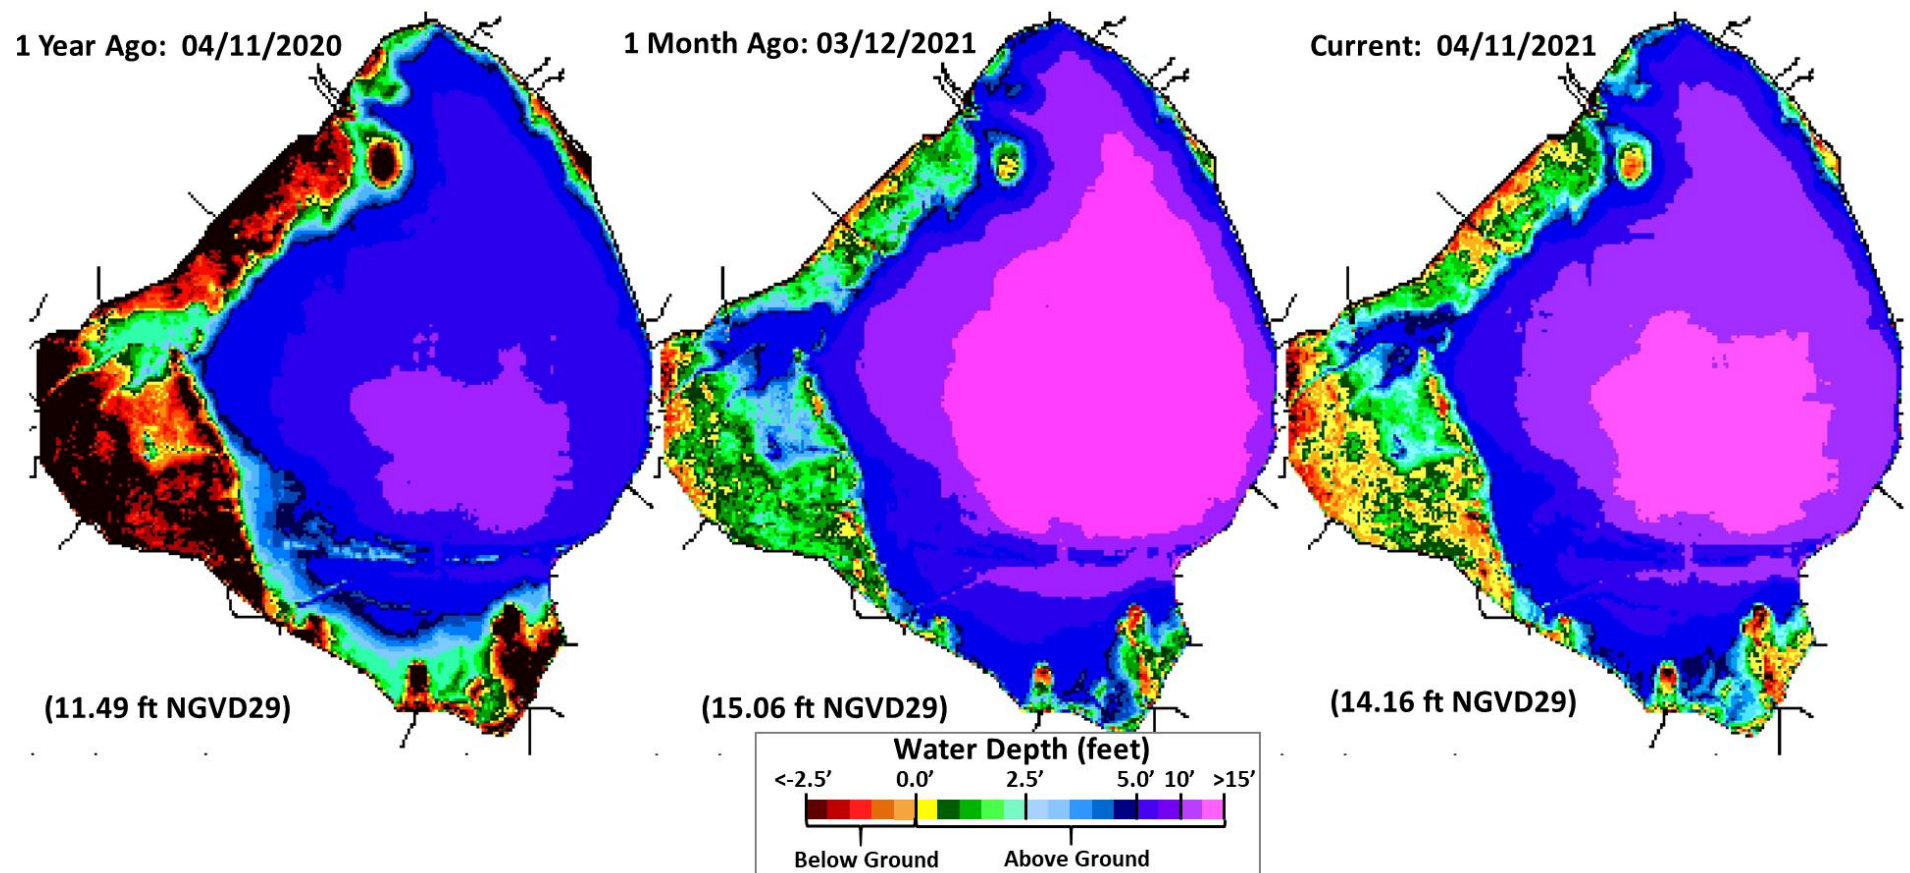 1 Year Ago: 04/11/2020
1 Month Ago: 03/12/2021
Current: 04/11/2021
(11.49 ft NGVD29)
(15.06 ft NGVD29)
(14.16 ft NGVD29)
Water Depth (feet)
<-2.5’ 0.0’ 2.5’ 5.0’ 10’ >15’
Below Ground Above Ground